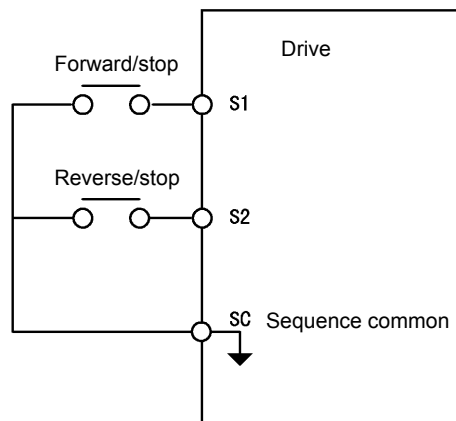 Drive
Forward/stop
S1
Reverse/stop
S2
SC Sequence common